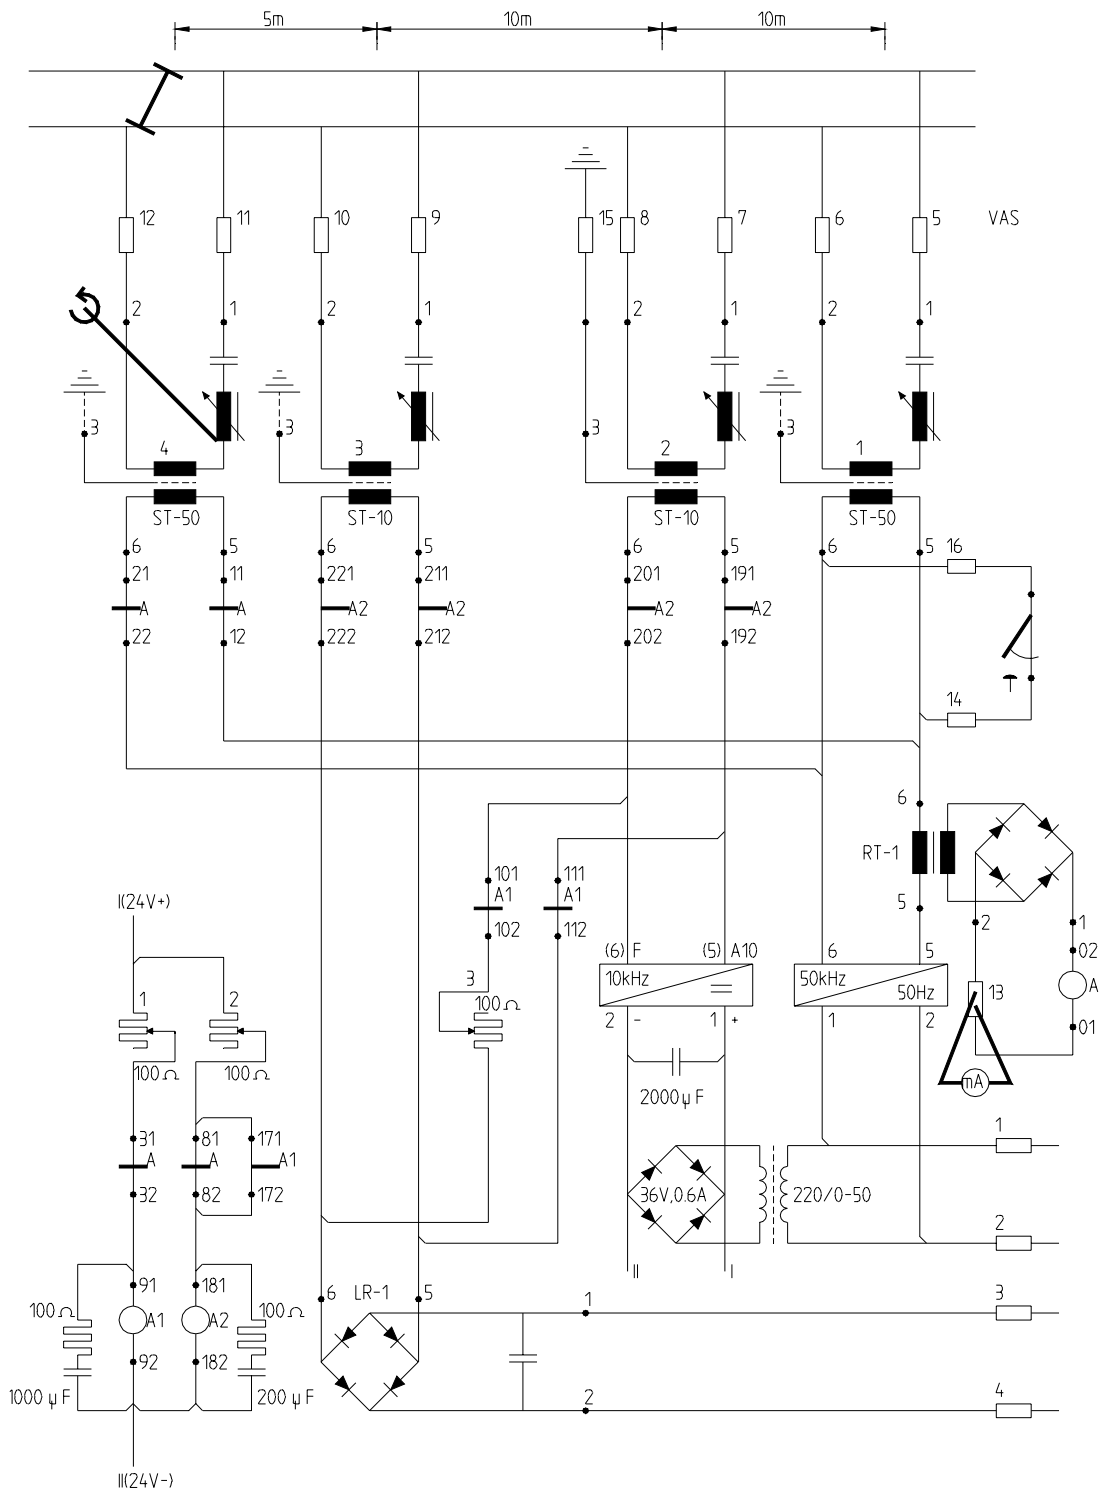 5m 10m 10m
12 11 10 9 15 8 7 6 5 VAS
2 1 2 1 2 1 2 1
3 3 3 3
4 3 2 1
ST-50 ST-10 ST-10 ST-50
6 5 6 5 6 5 6 5 16
21 11 221 211 201 191
A A A2 A2 A2 A2
22 12 222 212 202 192
14
6
RT-1
101 111
A1 A1
I(24V+)
5
102 112
2 1
(6) F (5) A10 6 5 02
3 10kHz 50kHz
1 2 100Ω 50Hz 13 A
2 - 1 + 1 2 01
100Ω 100Ω mA
2000μF
1
31 81 171
A A A1
32 82 172 36V,0.6A 220/0-50
2
II I
91 181 6 LR-1 5 1 3
100Ω 100Ω
A1 A2
92 182
1000μF 200μF 2 4
II(24V-)